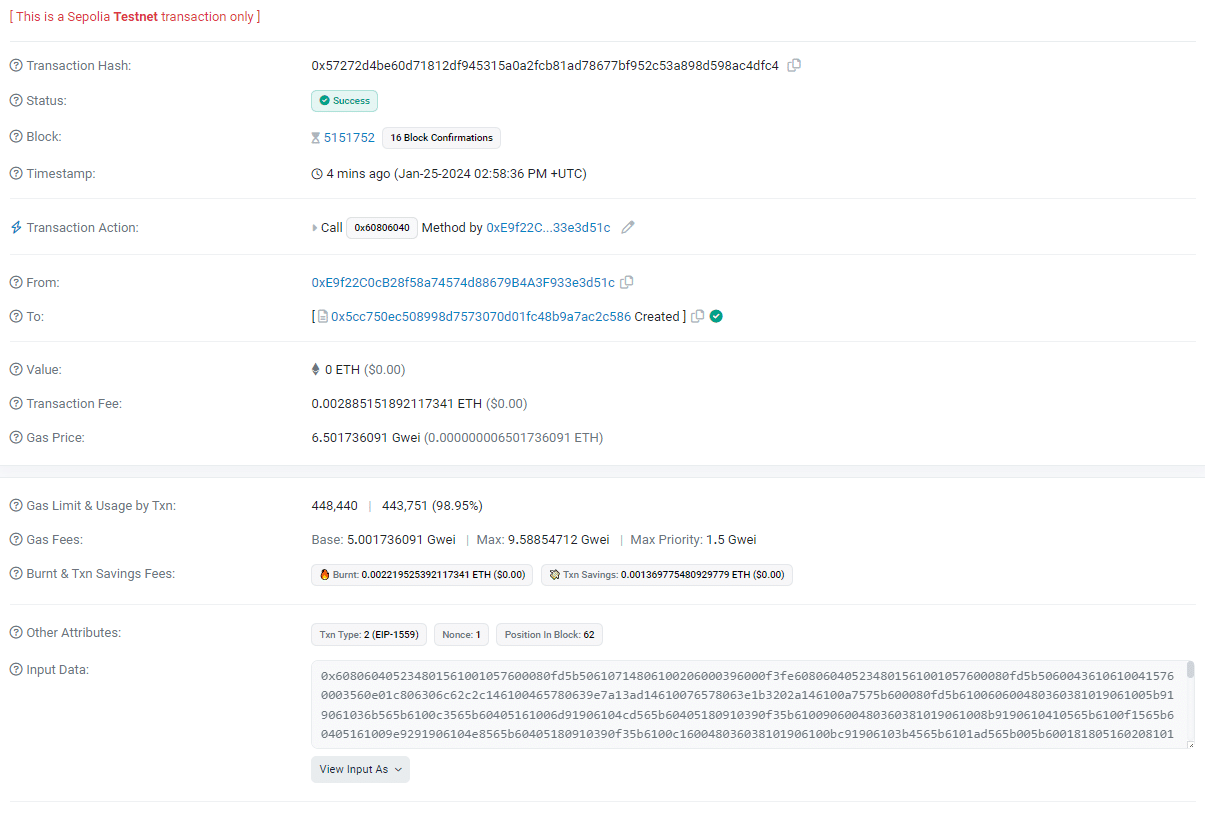 [ This is a Sepolia Testnet transaction only ]
Transaction Hash: 0x57272d4be60d71812df945315a0a2fcb81ad78677bf952c53a898d598ac4dfc4
Status: Success
Block: 5151752 16 Block Confirmations
Timestamp: 4 mins ago (Jan-25-2024 02:58:36 PM +UTC)
Transaction Action: Call 0x60806040 Method by 0xE9f22C...33e3d51c
From: 0xE9f22C0cB28f58a74574d88679B4A3F933e3d51c
To: [ 0x5cc750ec508998d7573070d01fc48b9a7ac2c586 Created ]
Value: 0 ETH ($0.00)
Transaction Fee: 0.002885151892117341 ETH ($0.00)
Gas Price: 6.501736091 Gwei (0.000000006501736091 ETH)
Gas Limit & Usage by Txn: 448,440 | 443,751 (98.95%)
Gas Fees: Base: 5.001736091 Gwei | Max: 9.58854712 Gwei | Max Priority: 1.5 Gwei
Burnt & Txn Savings Fees: Burnt: 0.002219525392117341 ETH ($0.00) Txn Savings: 0.001369775480929779 ETH ($0.00)
Other Attributes: Txn Type: 2 (EIP-1559) Nonce: 1 Position In Block: 62
Input Data: 0x608060405234801561001057600080fd5b50610714806100206000396000f3fe608060405234801561001057600080fd5b50600436106100415760
0003560e01c806306c62c2c146100465780639e7a13ad14610076578063e1b3202a146100a7575b600080fd5b610060600480360381019061005b91
919061036b565b6100c3565b60405161006d91906104cd565b60405180910390f35b610090600480360381019061008b9190610410565b6100f1565b6
0405161009e9291906104e8565b60405180910390f35b6100c160048036038101906100bc91906103b4565b6101ad565b005b600181805160208101
View Input As